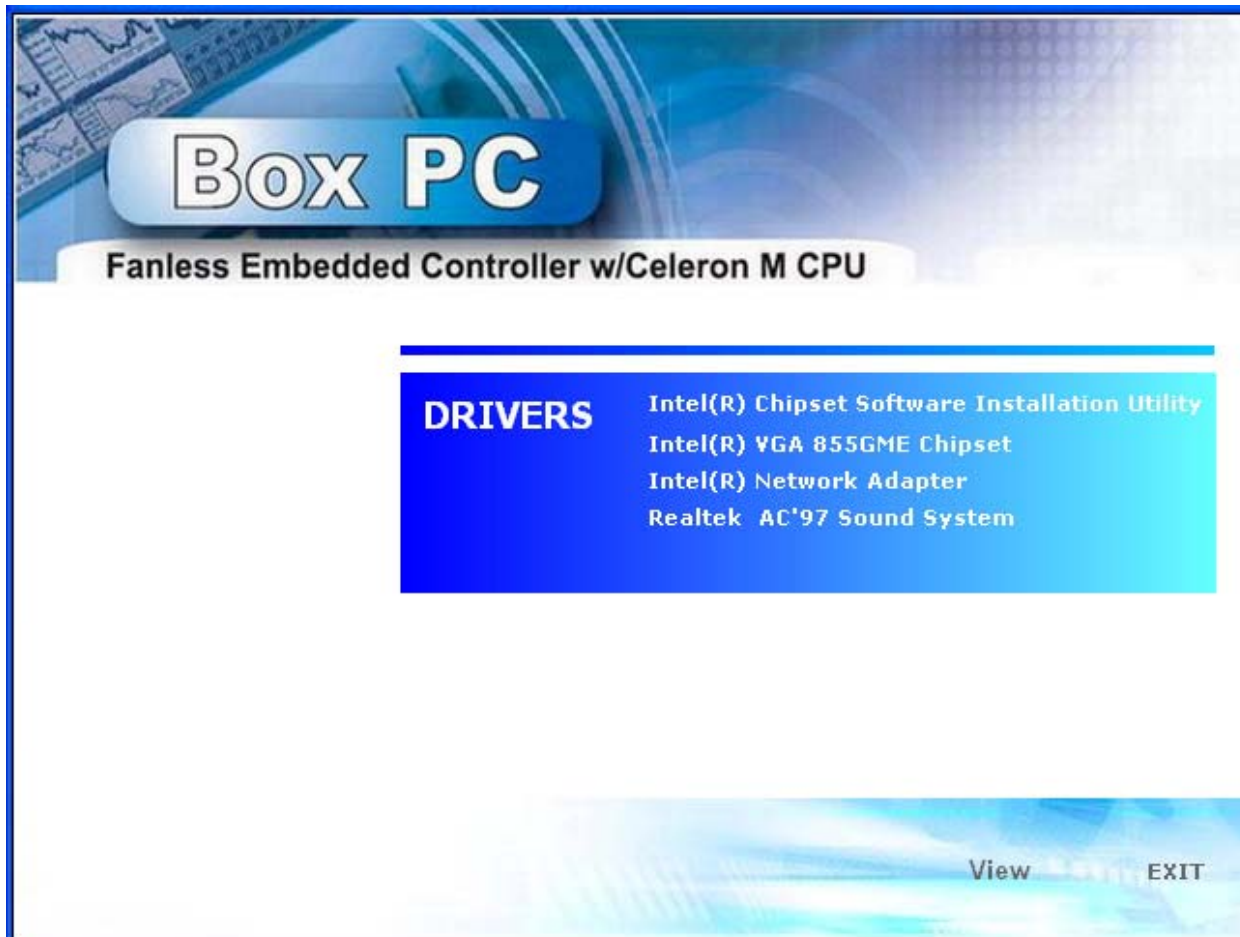 Box PC
Fanless Embedded Controller w/Celeron M CPU
DRIVERS
Intel(R) Chipset Software Installation Utility
Intel(R) VGA 855GME Chipset
Intel(R) Network Adapter
Realtek AC'97 Sound System
View
EXIT